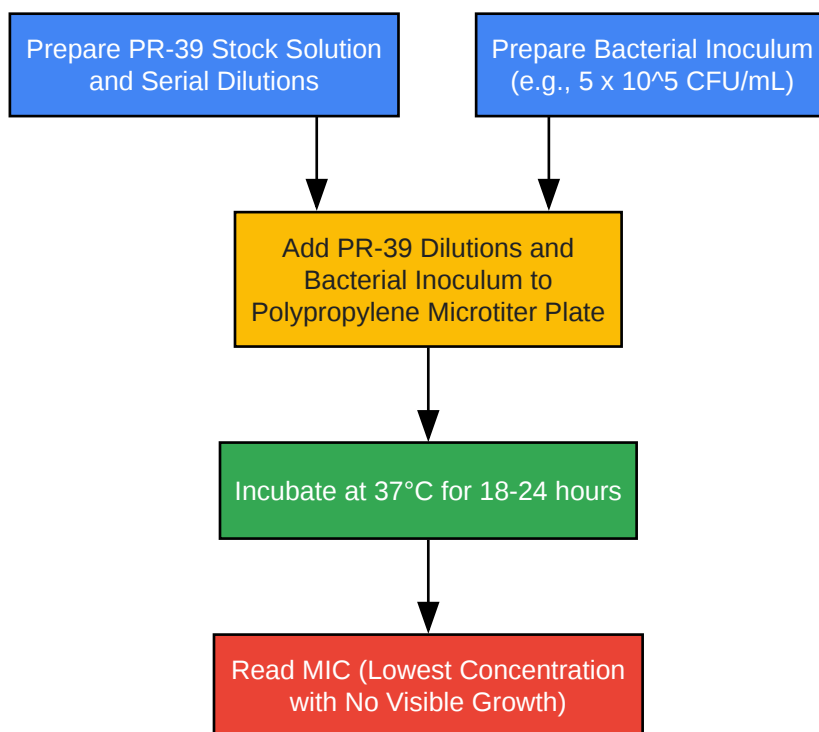 Prepare PR-39 Stock Solution
and Serial Dilutions
Prepare Bacterial Inoculum
(e.g., 5 x 10^5 CFU/mL)
Add PR-39 Dilutions and
Bacterial Inoculum to
Polypropylene Microtiter Plate
Incubate at 37°C for 18-24 hours
Read MIC (Lowest Concentration
with No Visible Growth)